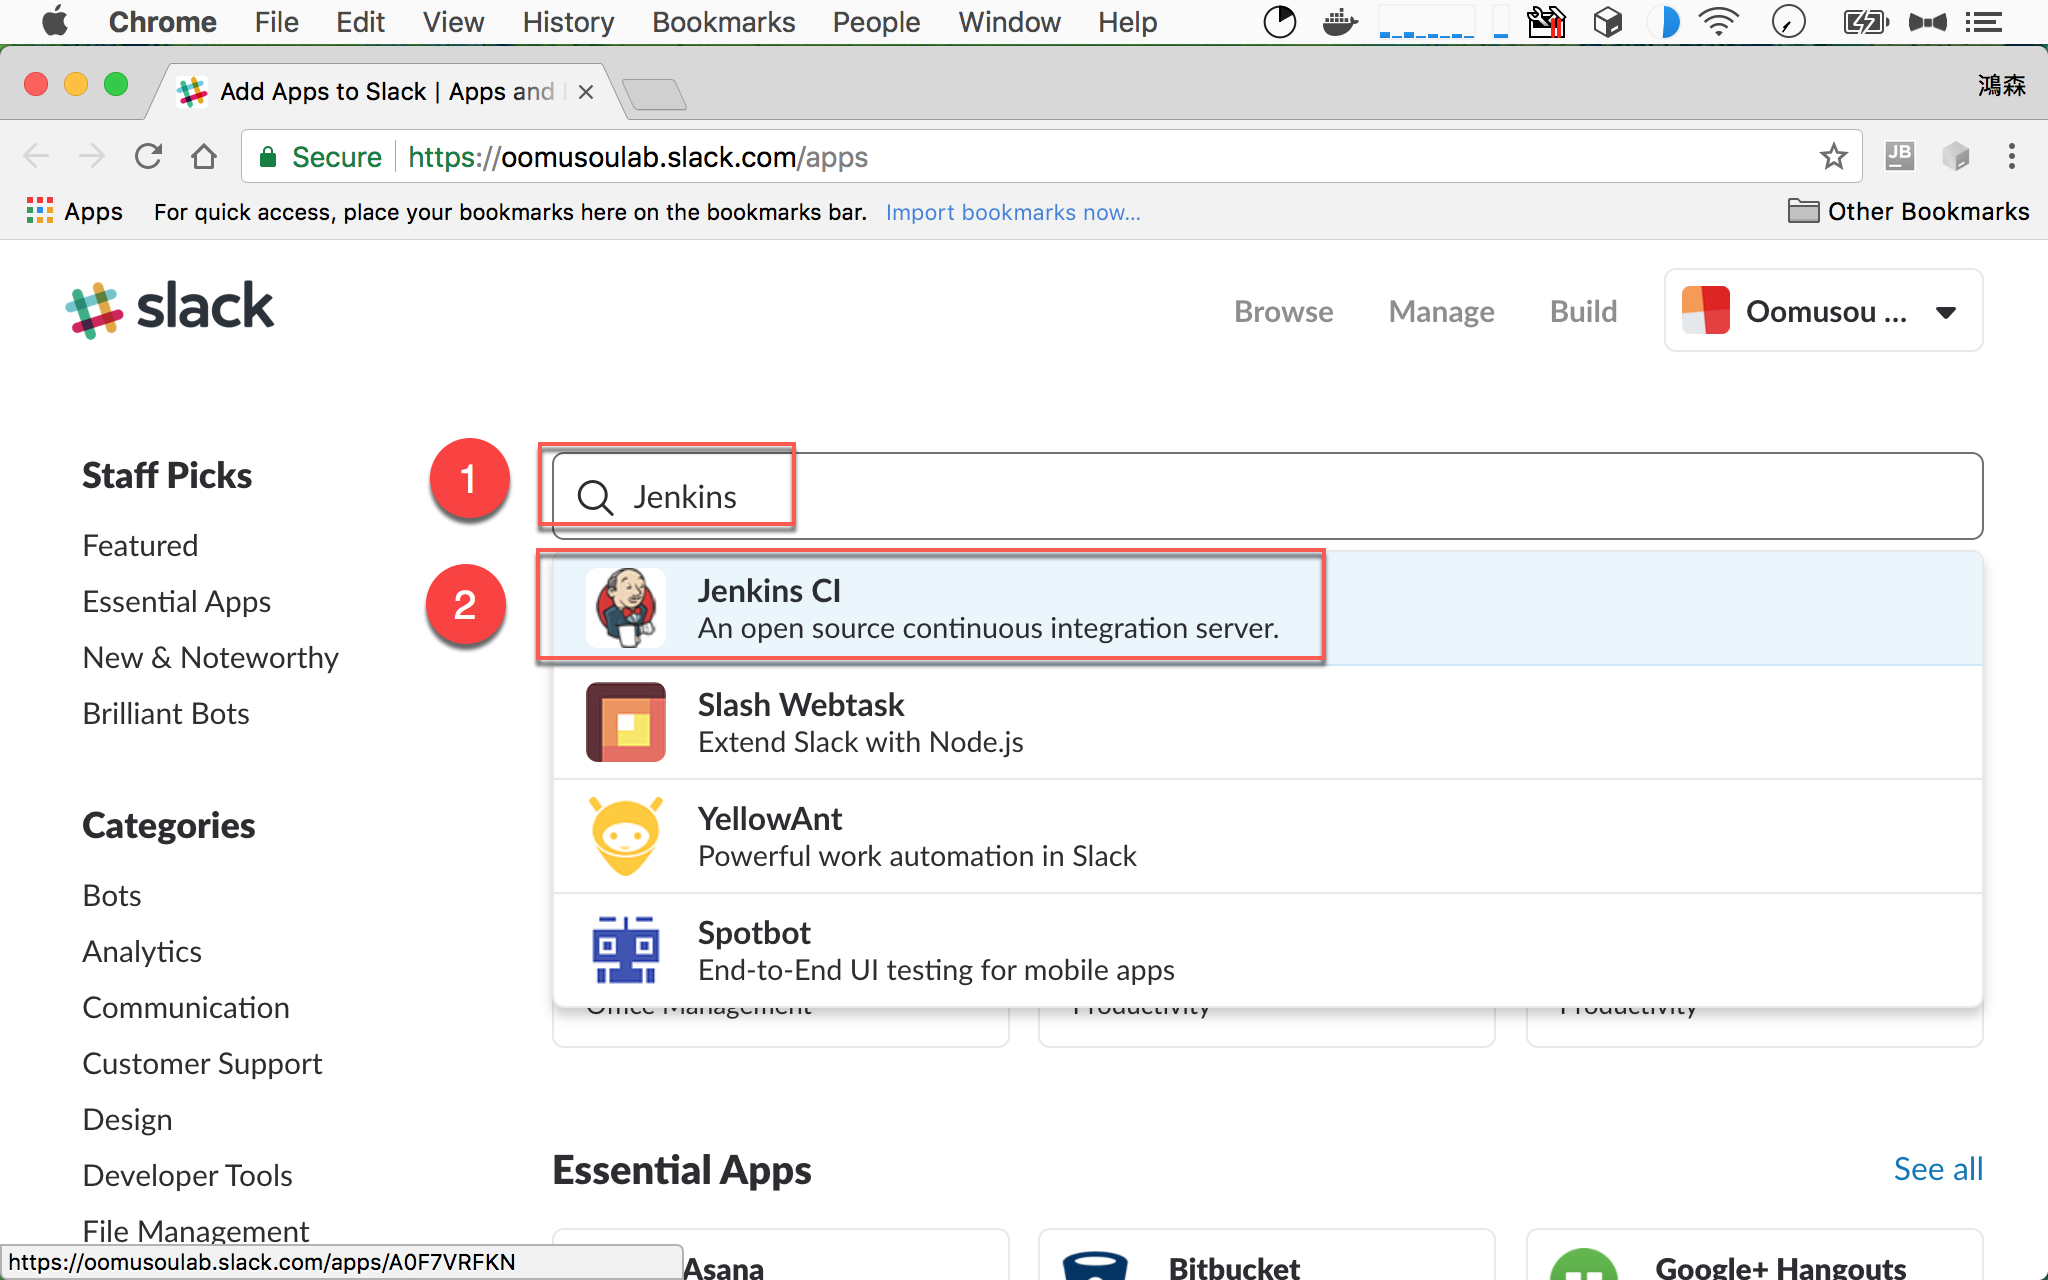 Chrome File Edit View History Bookmarks People Window Help
Add Apps to Slack | Apps and
鴻森
Secure https://oomusoulab.slack.com/apps
JB
Apps For quick access, place your bookmarks here on the bookmarks bar. Import bookmarks now... Other Bookmarks
slack
Browse Manage Build Oomusou ...
Staff Picks
Featured
Essential Apps
New & Noteworthy
Brilliant Bots
Categories
Bots
Analytics
Communication
Customer Support
Design
Developer Tools
File Management
1
Jenkins
2
Jenkins CI
An open source continuous integration server.
Slash Webtask
Extend Slack with Node.js
YellowAnt
Powerful work automation in Slack
Spotbot
End-to-End UI testing for mobile apps
Office Management Productivity Productivity
Essential Apps See all
Asana Bitbucket Google+ Hangouts
https://oomusoulab.slack.com/apps/A0F7VRFKN